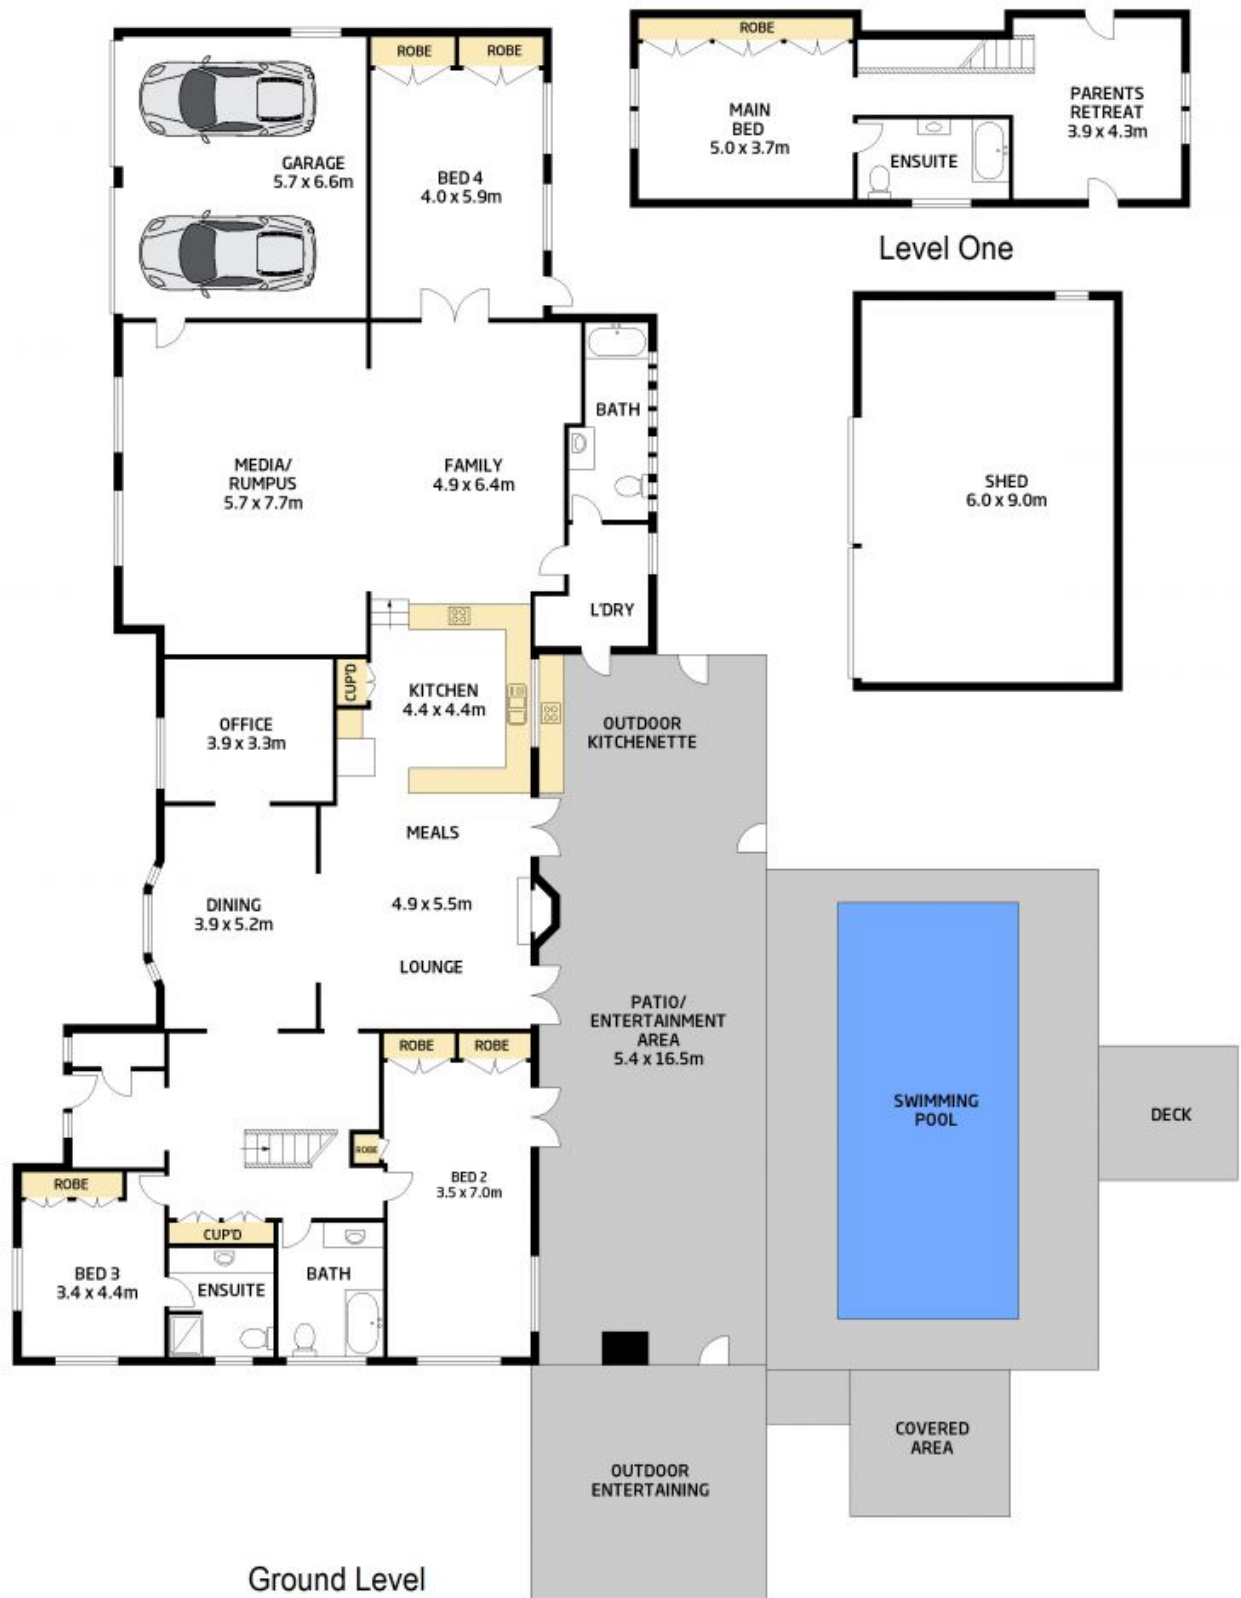 ROBE
ROBE
GARAGE
5.7 x 6.6m
BED 4
4.0 x 5.9m
ROBE
MAIN
BED
5.0 x 3.7m
ENSUITE
PARENTS
RETREAT
3.9 x 4.3m
Level One
BATH
MEDIA/
RUMPUS
5.7 x 7.7m
FAMILY
4.9 x 6.4m
SHED
6.0 x 9.0m
L'DRY
CUP'D
KITCHEN
4.4 x 4.4m
OFFICE
3.9 x 3.3m
OUTDOOR
KITCHENETTE
MEALS
DINING
3.9 x 5.2m
4.9 x 5.5m
LOUNGE
PATIO/
ENTERTAINMENT
AREA
5.4 x 16.5m
ROBE
ROBE
SWIMMING
POOL
DECK
ROBE
BED 2
3.5 x 7.0m
ROBE
CUP'D
BED 3
3.4 x 4.4m
ENSUITE
BATH
COVERED
AREA
OUTDOOR
ENTERTAINING
Ground Level